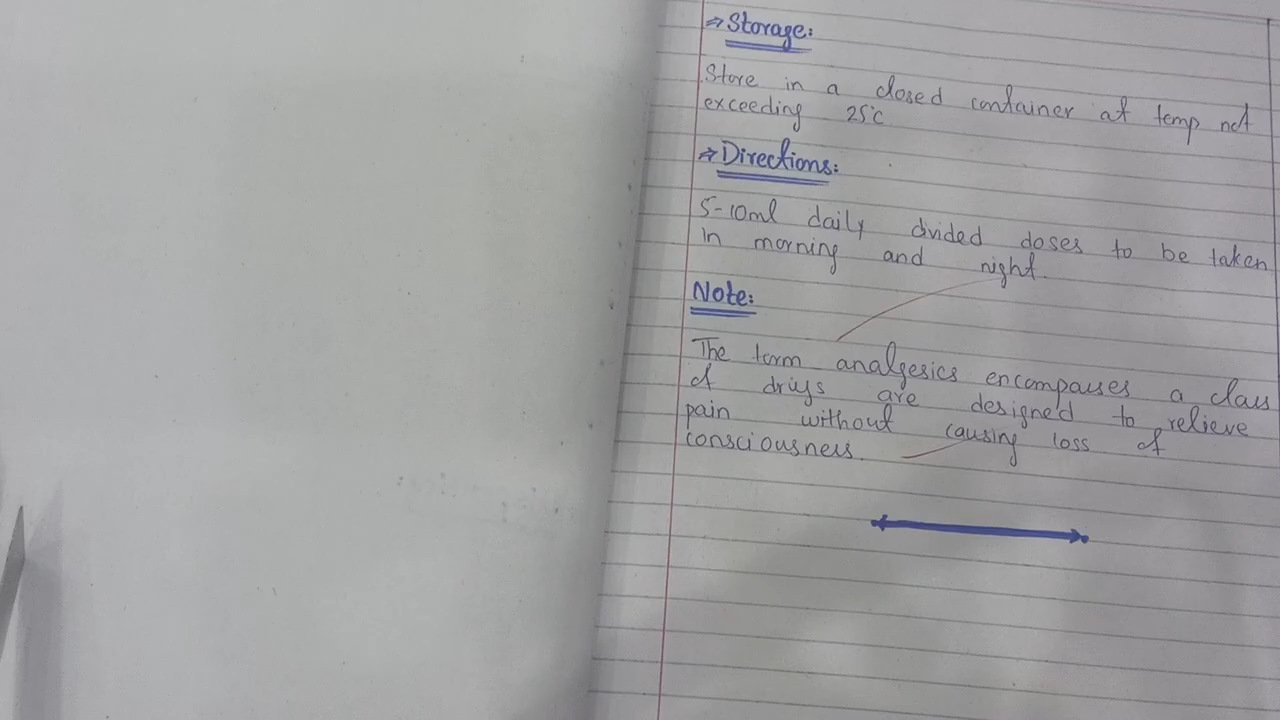 ⇒ Storage:
Store in a closed container at temp not
exceeding 25°c
⇒ Directions:
5-10ml daily divided doses to be taken
in morning and night.
Note:
The term analgesics encompasses a class
of drugs are designed to relieve
pain without causing loss of
consciousness.